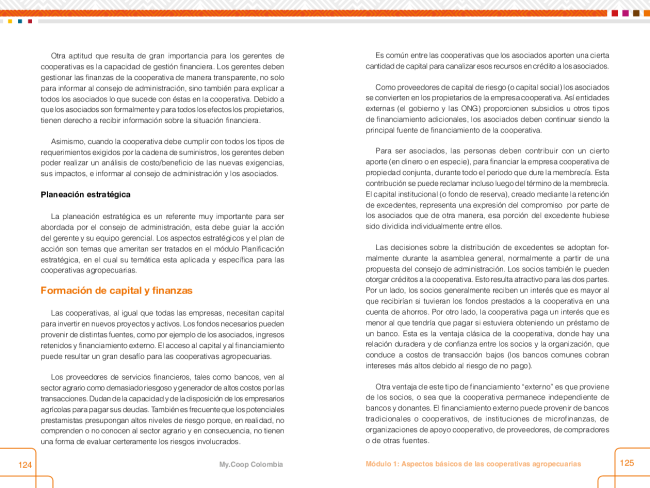 Otra aptitud que resulta de gran importancia para los gerentes de
cooperativas es la capacidad de gestión financiera. Los gerentes deben
gestionar las finanzas de la cooperativa de manera transparente, no solo
para informar al consejo de administración, sino también para explicar a
todos los asociados lo que sucede con éstas en la cooperativa. Debido a
que los asociados son formalmente y para todos los efectos los propietarios,
tienen derecho a recibir información sobre la situación financiera.
Asimismo, cuando la cooperativa debe cumplir con todos los tipos de
requerimientos exigidos por la cadena de suministros, los gerentes deben
poder realizar un análisis de costo/beneficio de las nuevas exigencias,
sus impactos, e informar al consejo de administración y los asociados.
Planeación estratégica
La planeación estratégica es un referente muy importante para ser
abordada por el consejo de administración, esta debe guiar la acción
del gerente y su equipo gerencial. Los aspectos estratégicos y el plan de
acción son temas que ameritan ser tratados en el módulo Planificación
estratégica, en el cual su temática esta aplicada y específica para las
cooperativas agropecuarias.
Formación de capital y finanzas
Las cooperativas, al igual que todas las empresas, necesitan capital
para invertir en nuevos proyectos y activos. Los fondos necesarios pueden
provenir de distintas fuentes, como por ejemplo de los asociados, ingresos
retenidos y financiamiento externo. El acceso al capital y al financiamiento
puede resultar un gran desafío para las cooperativas agropecuarias.
Los proveedores de servicios financieros, tales como bancos, ven al
sector agrario como demasiado riesgoso y generador de altos costos por las
transacciones. Dudan de la capacidad y de la disposición de los empresarios
agrícolas para pagar sus deudas. También es frecuente que los potenciales
prestamistas presupongan altos niveles de riesgo porque, en realidad, no
comprenden o no conocen al sector agrario y en consecuencia, no tienen
una forma de evaluar certeramente los riesgos involucrados.
124
My.Coop Colombia
Es común entre las cooperativas que los asociados aporten una cierta
cantidad de capital para canalizar esos recursos en crédito a los asociados.
Como proveedores de capital de riesgo (o capital social) los asociados
se convierten en los propietarios de la empresa cooperativa. Así entidades
externas (el gobierno y las ONG) proporcionen subsidios u otros tipos
de financiamiento adicionales, los asociados deben continuar siendo la
principal fuente de financiamiento de la cooperativa.
Para ser asociados, las personas deben contribuir con un cierto
aporte (en dinero o en especie), para financiar la empresa cooperativa de
propiedad conjunta, durante todo el periodo que dure la membrecía. Esta
contribución se puede reclamar incluso luego del término de la membrecía.
El capital institucional (o fondo de reserva), creado mediante la retención
de excedentes, representa una expresión del compromiso por parte de
los asociados que de otra manera, esa porción del excedente hubiese
sido dividida individualmente entre ellos.
Las decisiones sobre la distribución de excedentes se adoptan for-
malmente durante la asamblea general, normalmente a partir de una
propuesta del consejo de administración. Los socios también le pueden
otorgar créditos a la cooperativa. Esto resulta atractivo para las dos partes.
Por un lado, los socios generalmente reciben un interés que es mayor al
que recibirían si tuvieran los fondos prestados a la cooperativa en una
cuenta de ahorros. Por otro lado, la cooperativa paga un interés que es
menor al que tendría que pagar si estuviera obteniendo un préstamo de
un banco. Esta es la ventaja clásica de la cooperativa, donde hay una
relación duradera y de confianza entre los socios y la organización, que
conduce a costos de transacción bajos (los bancos comunes cobran
intereses más altos debido al riesgo de no pago).
Otra ventaja de este tipo de financiamiento “externo” es que proviene
de los socios, o sea que la cooperativa permanece independiente de
bancos y donantes. El financiamiento externo puede provenir de bancos
tradicionales o cooperativos, de instituciones de microfinanzas, de
organizaciones de apoyo cooperativo, de proveedores, de compradores
o de otras fuentes.
Módulo 1: Aspectos básicos de las cooperativas agropecuarias
125